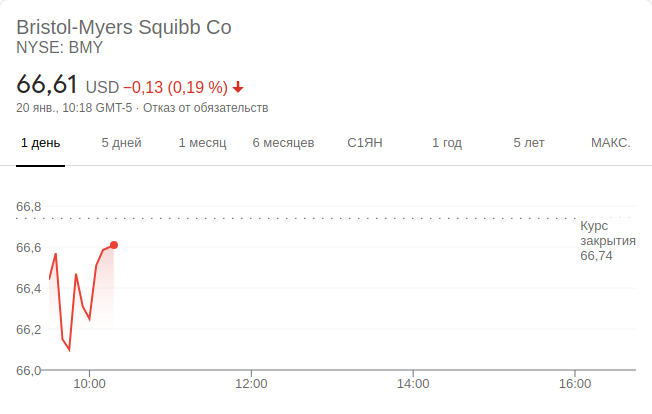 Bristol-Myers Squibb Co
NYSE: BMY
66,61 USD −0,13 (0,19 %)
20 янв., 10:18 GMT-5 · Отказ от обязательств
1 день 5 дней 1 месяц 6 месяцев С1ЯН 1 год 5 лет МАКС.
66,8
66,6
66,4
66,2
66,0
Курс
закрытия
66,74
10:00 12:00 14:00 16:00